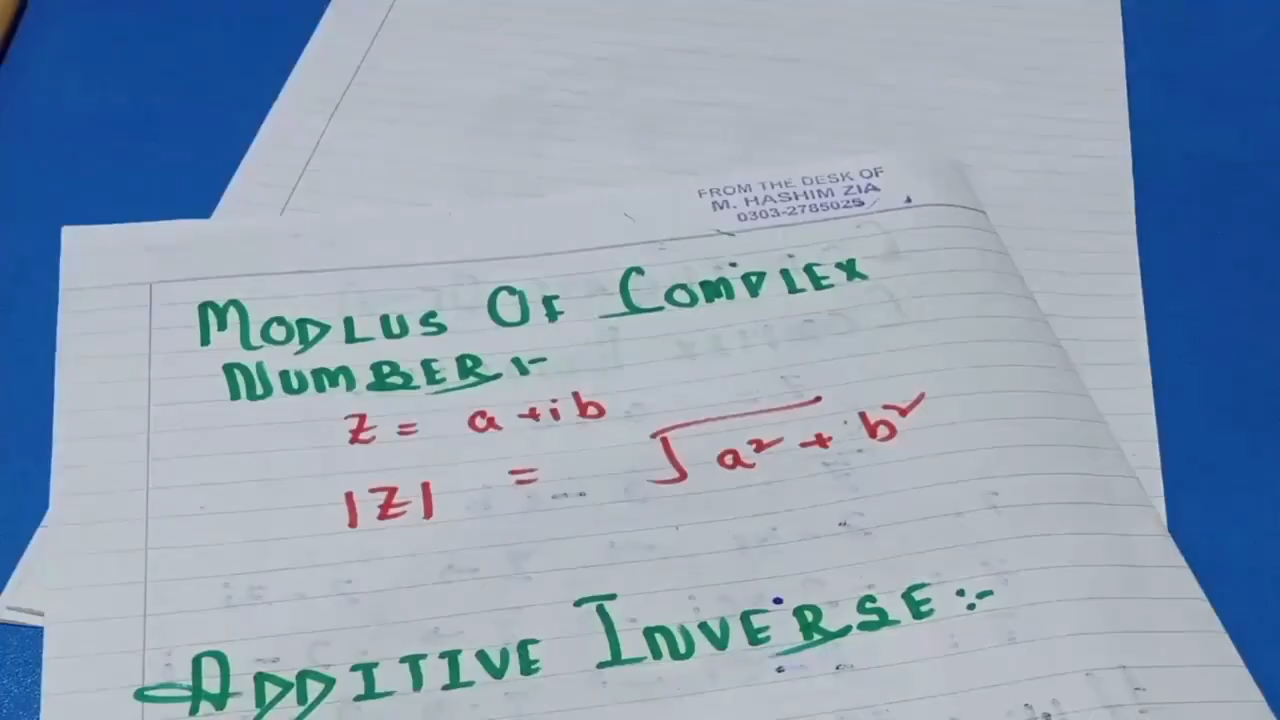 FROM THE DESK OF
M. HASHIM ZIA
0303-2785025
MODLUS OF COMPLEX
NUMBER:-
Z = a+ib
|Z| = √a² + b²
ADDITIVE INVERSE:-